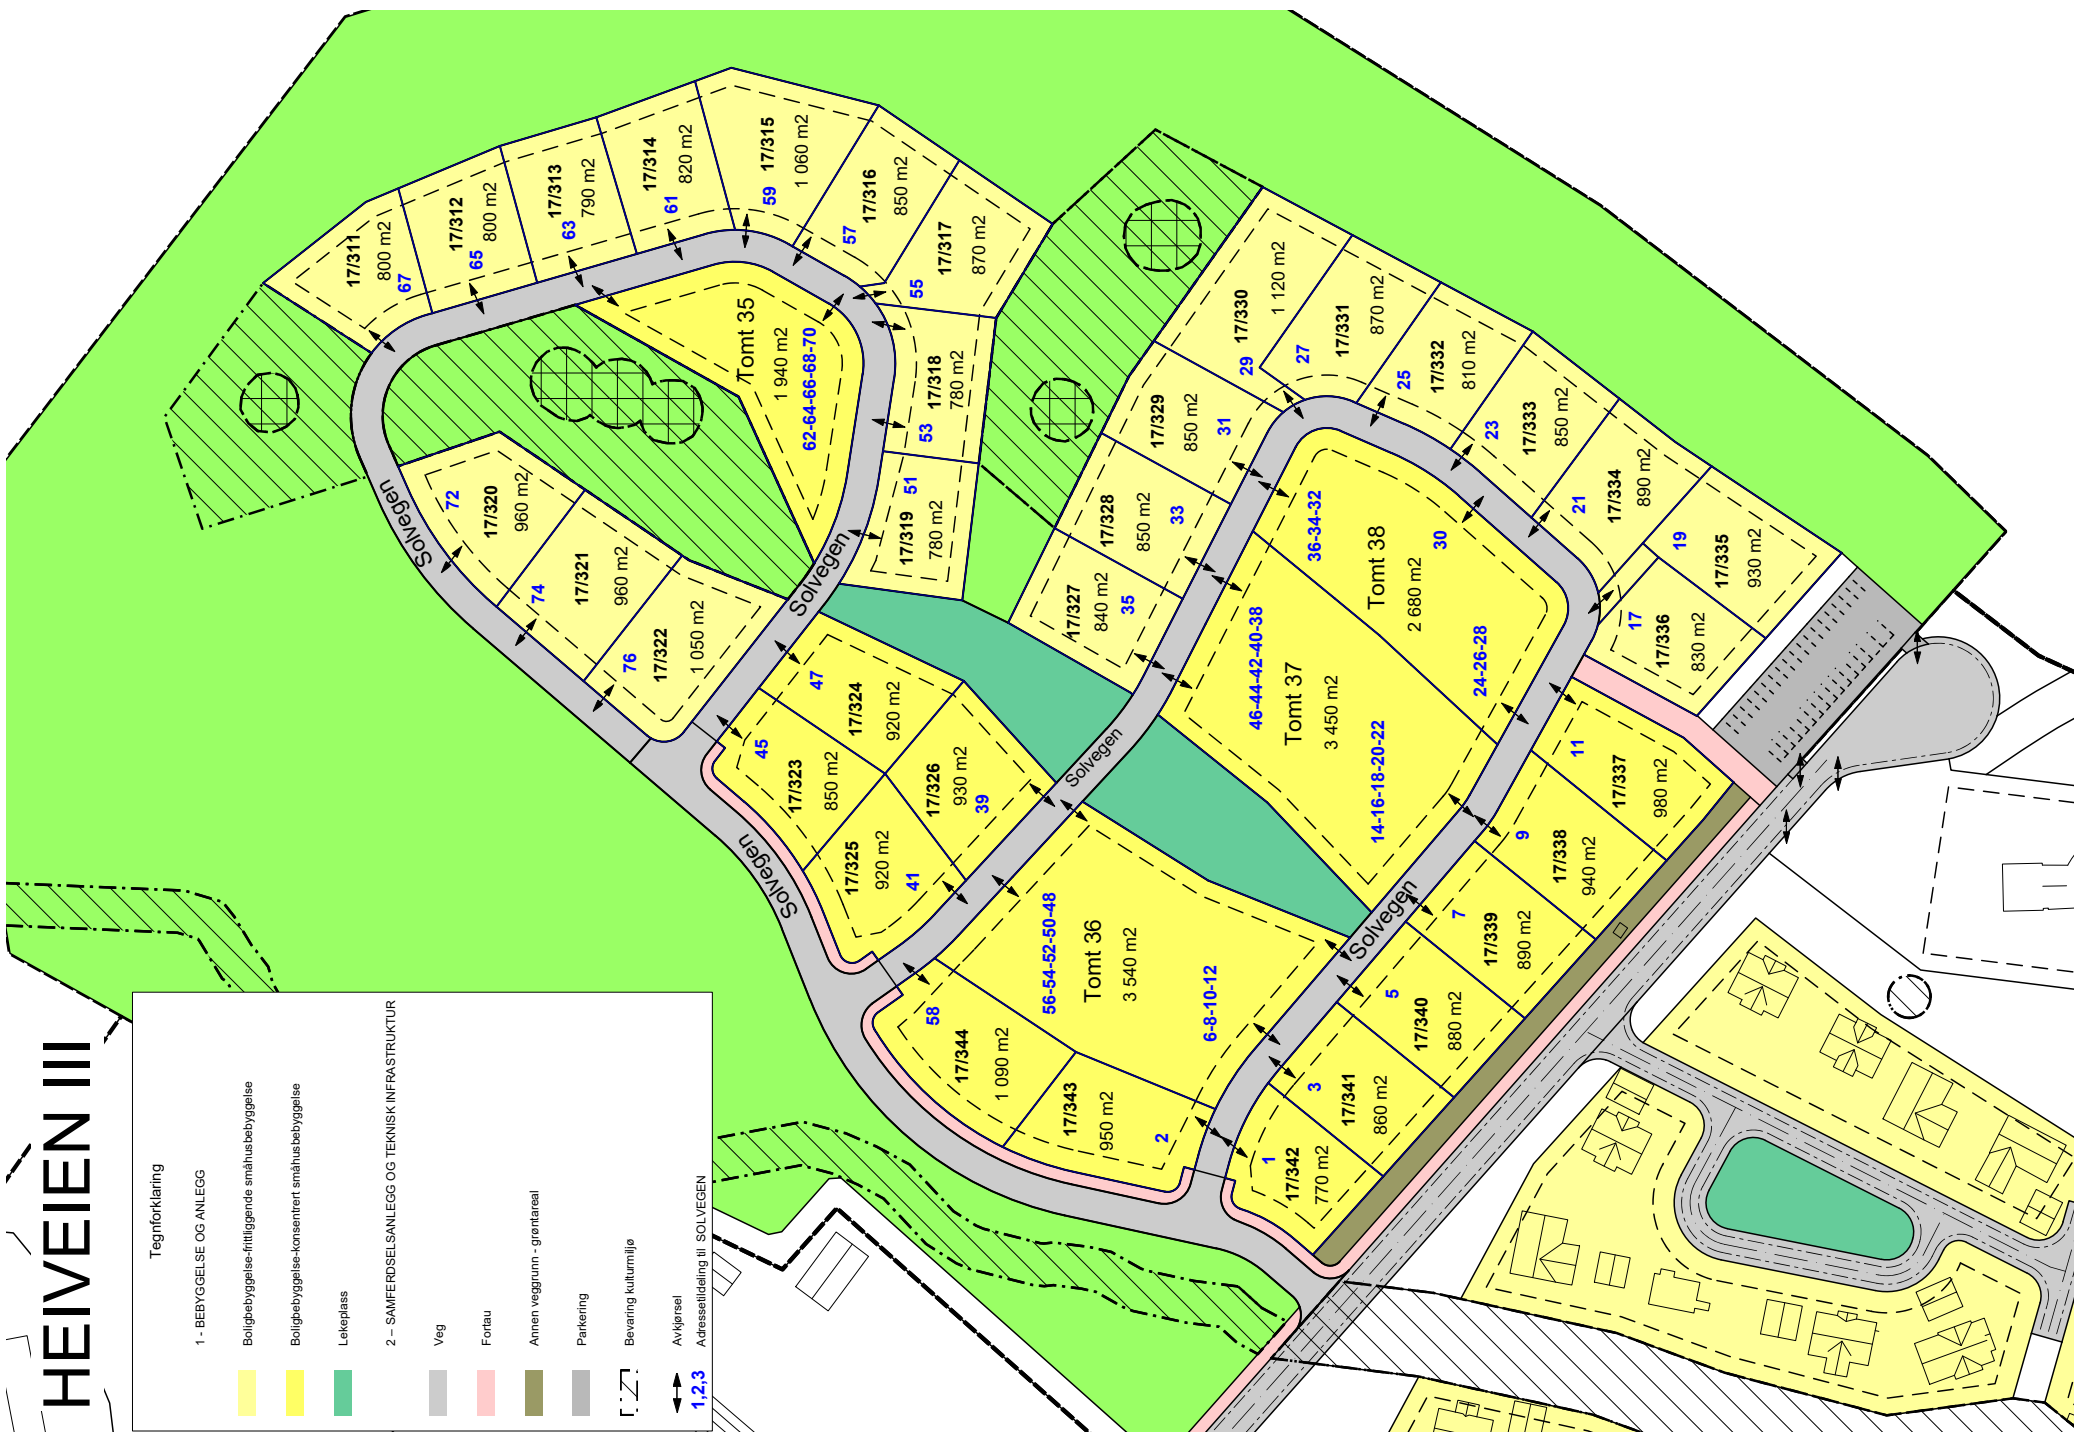 HEIVEIEN III
Tegnforklaring
1 - BEBYGGELSE OG ANLEGG
Boligbebyggelse-frittliggende småhusbebyggelse
Boligbebyggelse-konsentrert småhusbebyggelse
Lekeplass
2 – SAMFERDSELSANLEGG OG TEKNISK INFRASTRUKTUR
Veg
Fortau
Annen veggrunn - grøntareal
Parkering
Bevaring kulturmiljø
Avkjørsel
1,2,3 Adressetildeling til SOLVEGEN
17/311
800 m2
67
17/312
800 m2
65
17/313
790 m2
63
17/314
820 m2
61
17/315
1 060 m2
59
17/316
850 m2
57
17/317
870 m2
55
17/318
780 m2
53
17/319
780 m2
51
Tomt 35
1 940 m2
62-64-66-68-70
72
17/320
960 m2
74
17/321
960 m2
76
17/322
1 050 m2
Solvegen
Solvegen
Solvegen
Solvegen
Solvegen
47
17/324
920 m2
45
17/323
850 m2
17/326
930 m2
39
17/325
920 m2
41
17/327
840 m2
35
17/328
850 m2
33
17/329
850 m2
31
17/330
1 120 m2
29
27
17/331
870 m2
25
17/332
810 m2
23
17/333
850 m2
21
17/334
890 m2
19
17/335
930 m2
17
17/336
830 m2
36-34-32
Tomt 38
2 680 m2
30
24-26-28
46-44-42-40-38
Tomt 37
3 450 m2
14-16-18-20-22
56-54-52-50-48
Tomt 36
3 540 m2
6-8-10-12
58
17/344
1 090 m2
17/343
950 m2
2
11
17/337
980 m2
9
17/338
940 m2
7
17/339
890 m2
5
17/340
880 m2
3
17/341
860 m2
1
17/342
770 m2